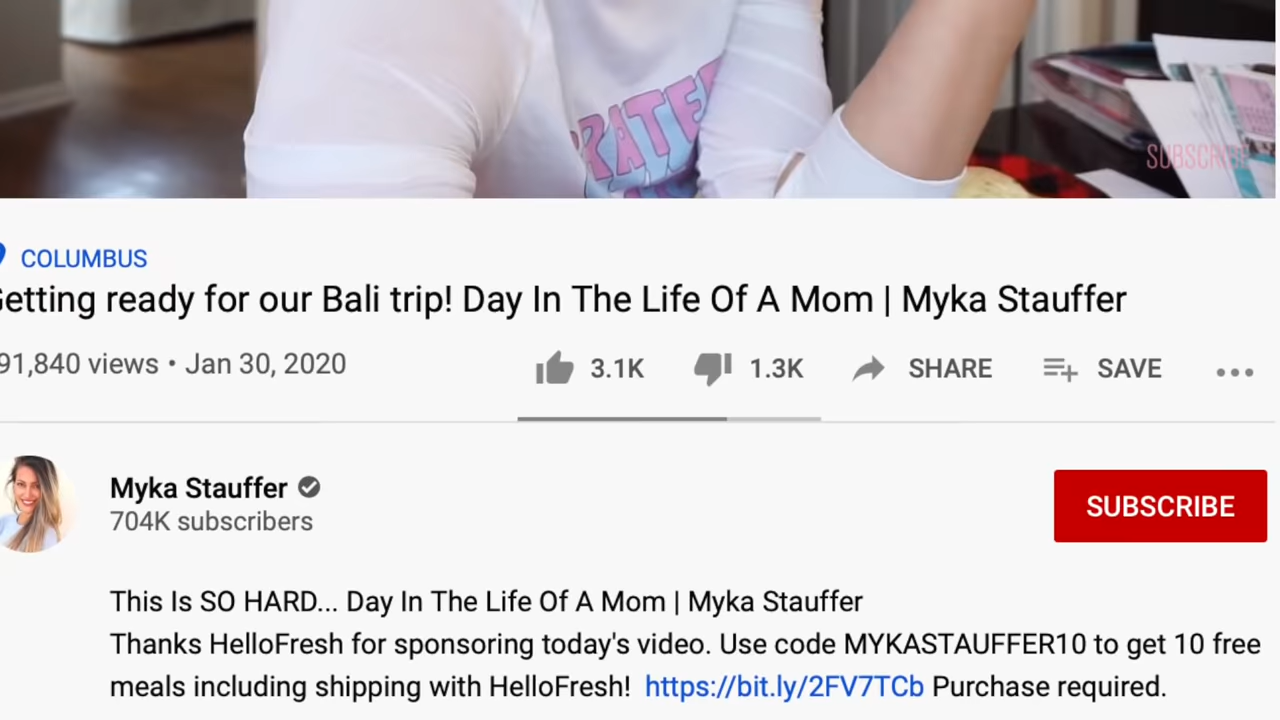 RATE
SUBSCRIBE
COLUMBUS
Getting ready for our Bali trip! Day In The Life Of A Mom | Myka Stauffer
91,840 views • Jan 30, 2020
3.1K
1.3K
SHARE
SAVE
Myka Stauffer
704K subscribers
SUBSCRIBE
This Is SO HARD... Day In The Life Of A Mom | Myka Stauffer
Thanks HelloFresh for sponsoring today's video. Use code MYKASTAUFFER10 to get 10 free
meals including shipping with HelloFresh! https://bit.ly/2FV7TCb Purchase required.